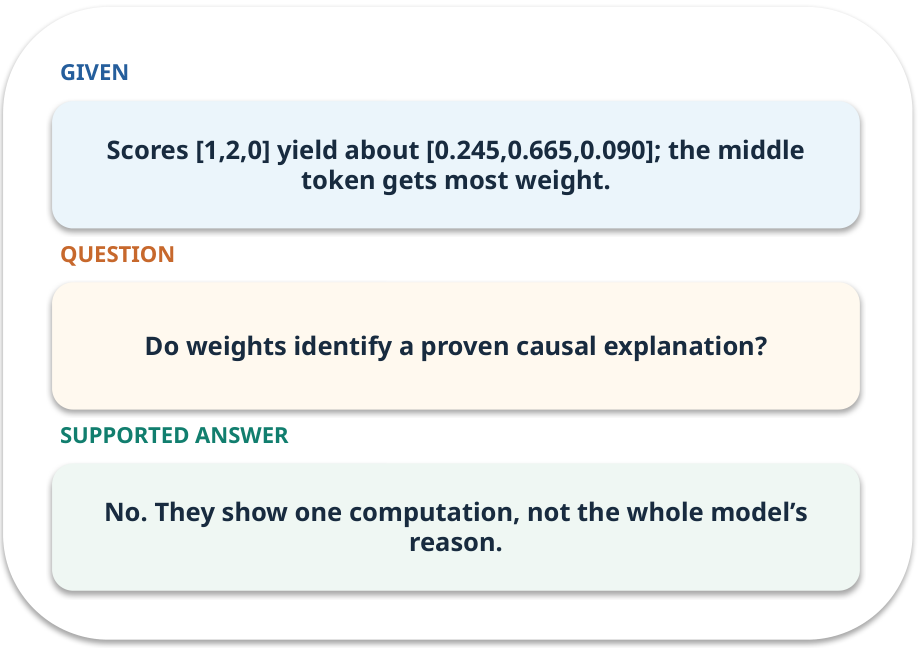 GIVEN
Scores [1,2,0] yield about [0.245,0.665,0.090]; the middle
token gets most weight.
QUESTION
Do weights identify a proven causal explanation?
SUPPORTED ANSWER
No. They show one computation, not the whole model’s
reason.